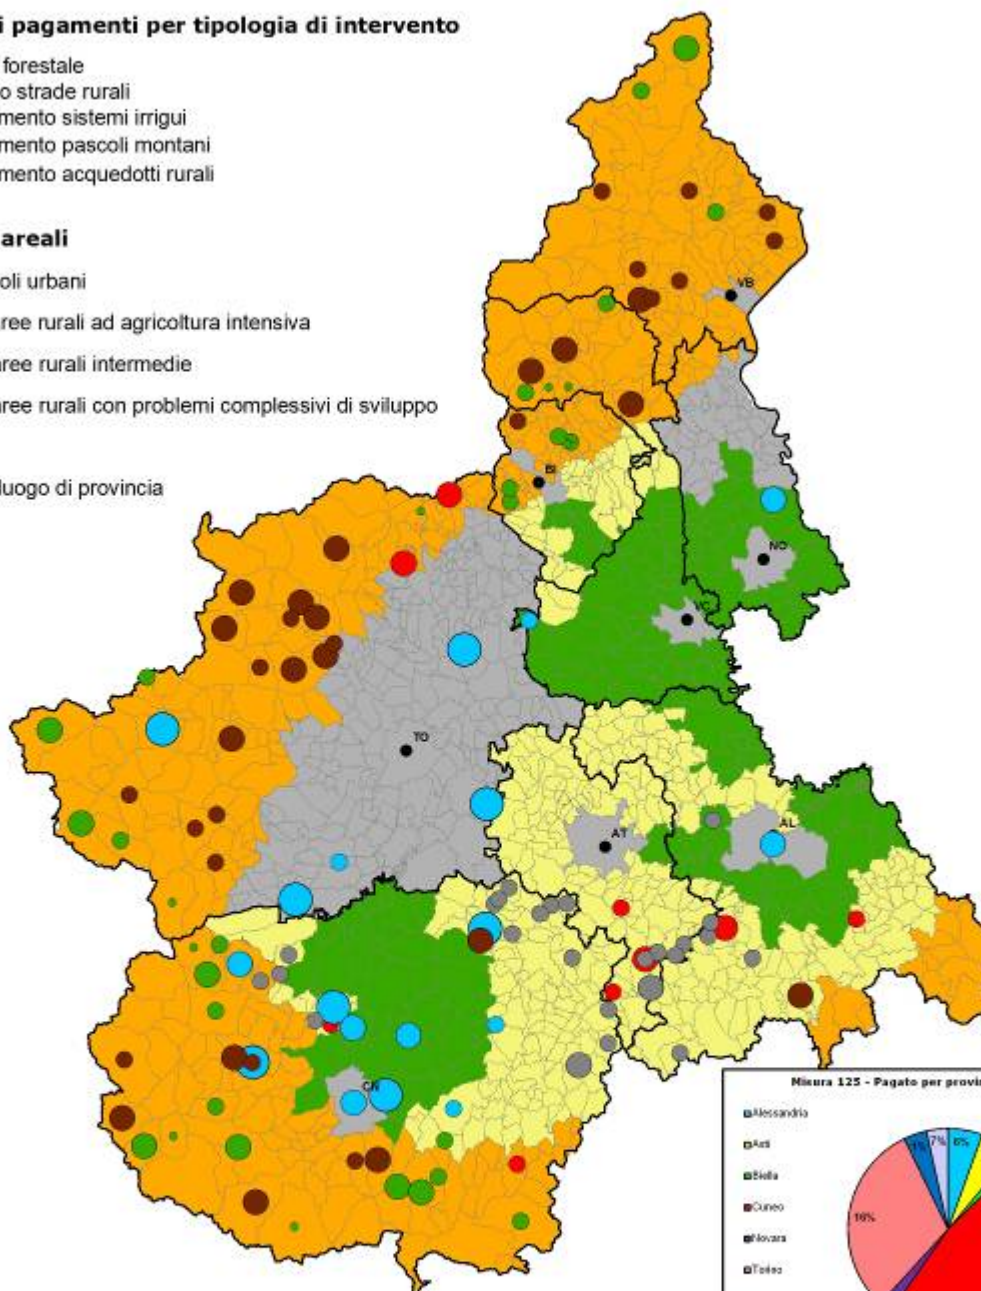 i pagamenti per tipologia di intervento
forestale
o strade rurali
mento sistemi irrigui
mento pascoli montani
mento acquedotti rurali
areali
oli urbani
ree rurali ad agricoltura intensiva
ree rurali intermedie
ree rurali con problemi complessivi di sviluppo
luogo di provincia
VB
BI
NO
VC
TO
AT
AL
CN
Misura 125 - Pagato per provin
Alessandria
Asti
Biella
Cuneo
Novara
Torino
7%
6%
16%